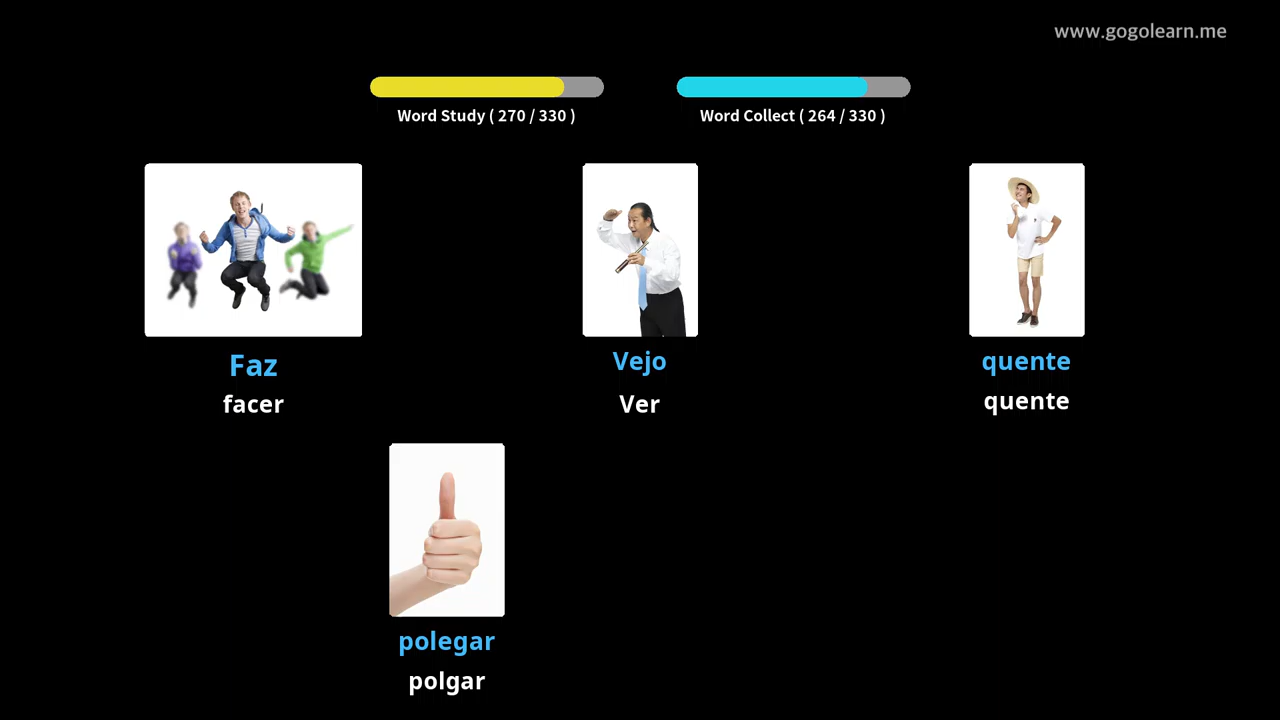 www.gogolearn.me
Word Study ( 270 / 330 )
Word Collect ( 264 / 330 )
Faz
facer
Vejo
Ver
quente
quente
polegar
polgar